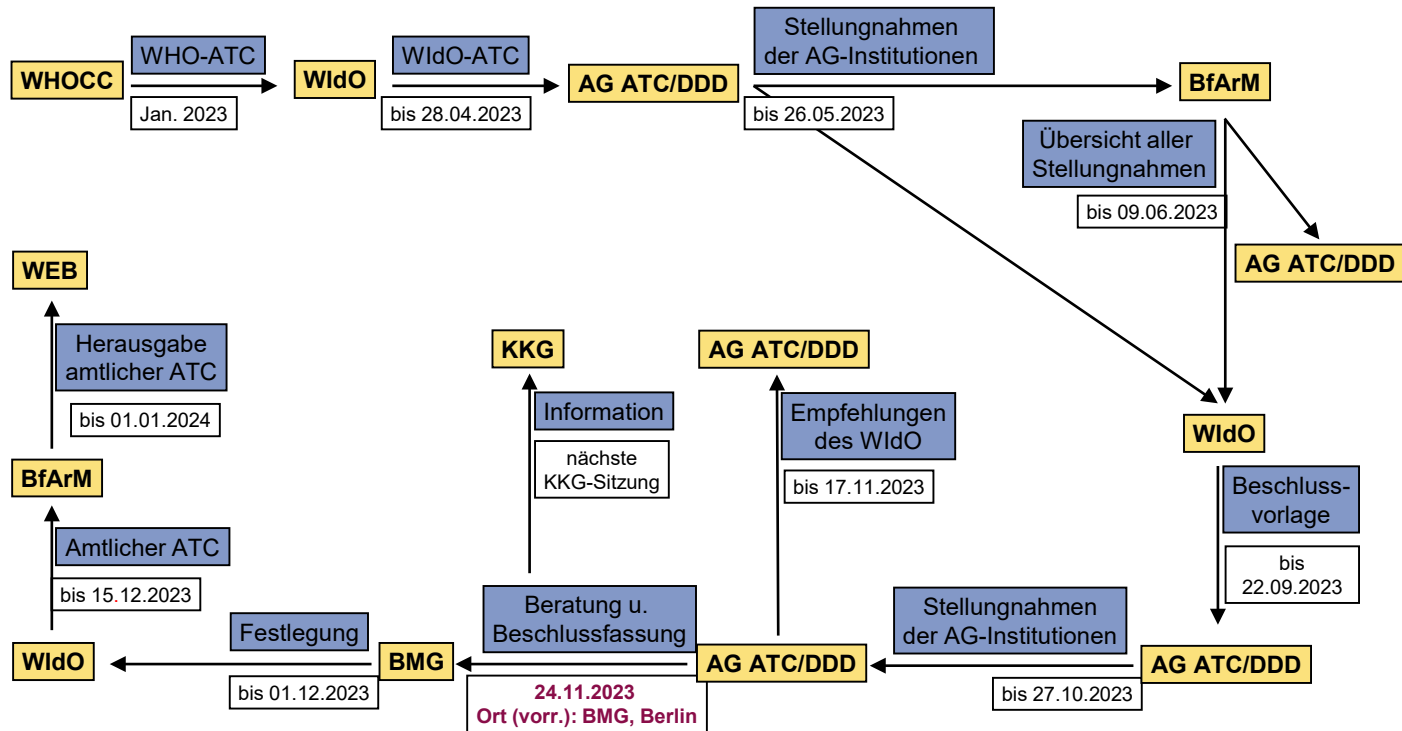 WHOCC
WHO-ATC
Jan. 2023
WIdO
WIdO-ATC
bis 28.04.2023
AG ATC/DDD
Stellungnahmen
der AG-Institutionen
bis 26.05.2023
BfArM
Übersicht aller
Stellungnahmen
bis 09.06.2023
AG ATC/DDD
WIdO
Beschluss-
vorlage
bis
22.09.2023
AG ATC/DDD
Stellungnahmen
der AG-Institutionen
bis 27.10.2023
AG ATC/DDD
Empfehlungen
des WIdO
bis 17.11.2023
AG ATC/DDD
Beratung u.
Beschlussfassung
24.11.2023
Ort (vorr.): BMG, Berlin
KKG
Information
nächste
KKG-Sitzung
BMG
Festlegung
bis 01.12.2023
WIdO
Amtlicher ATC
bis 15.12.2023
BfArM
Herausgabe
amtlicher ATC
bis 01.01.2024
WEB